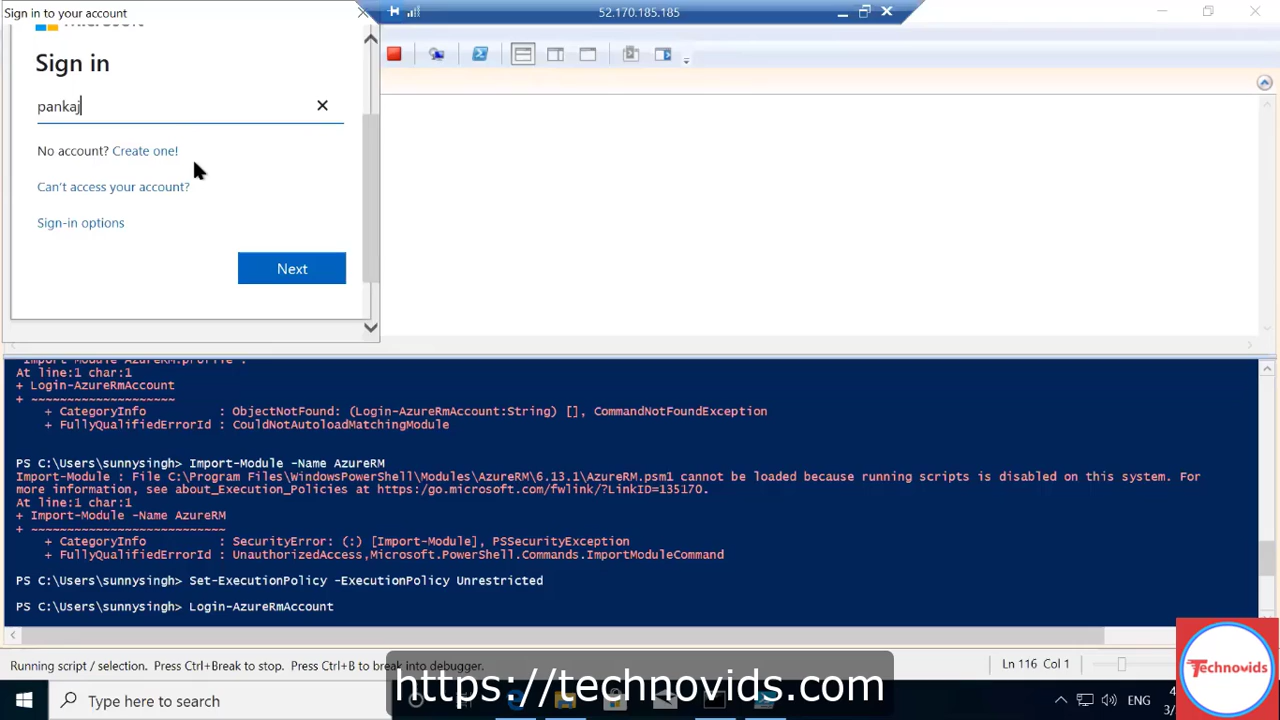 Sign in to your account
52.170.185.185
Microsoft
Sign in
pankaj
No account? Create one!
Can't access your account?
Sign-in options
Next
Import-Module AzureRM.profile'.
At line:1 char:1
+ Login-AzureRmAccount
+ ~~~~~~~~~~~~~~~~~~~~
+ CategoryInfo : ObjectNotFound: (Login-AzureRmAccount:String) [], CommandNotFoundException
+ FullyQualifiedErrorId : CouldNotAutoloadMatchingModule
PS C:\Users\sunnysingh> Import-Module -Name AzureRM
Import-Module : File C:\Program Files\WindowsPowerShell\Modules\AzureRM\6.13.1\AzureRM.psm1 cannot be loaded because running scripts is disabled on this system. For
more information, see about_Execution_Policies at https:/go.microsoft.com/fwlink/?LinkID=135170.
At line:1 char:1
+ Import-Module -Name AzureRM
+ ~~~~~~~~~~~~~~~~~~~~~~~~~~~
+ CategoryInfo : SecurityError: (:) [Import-Module], PSSecurityException
+ FullyQualifiedErrorId : UnauthorizedAccess,Microsoft.PowerShell.Commands.ImportModuleCommand
PS C:\Users\sunnysingh> Set-ExecutionPolicy -ExecutionPolicy Unrestricted
PS C:\Users\sunnysingh> Login-AzureRmAccount
Running script / selection. Press Ctrl+Break to stop. Press Ctrl+B to break into debugger.
Ln 116 Col 1
https://technovids.com
Technovids
Type here to search
ENG